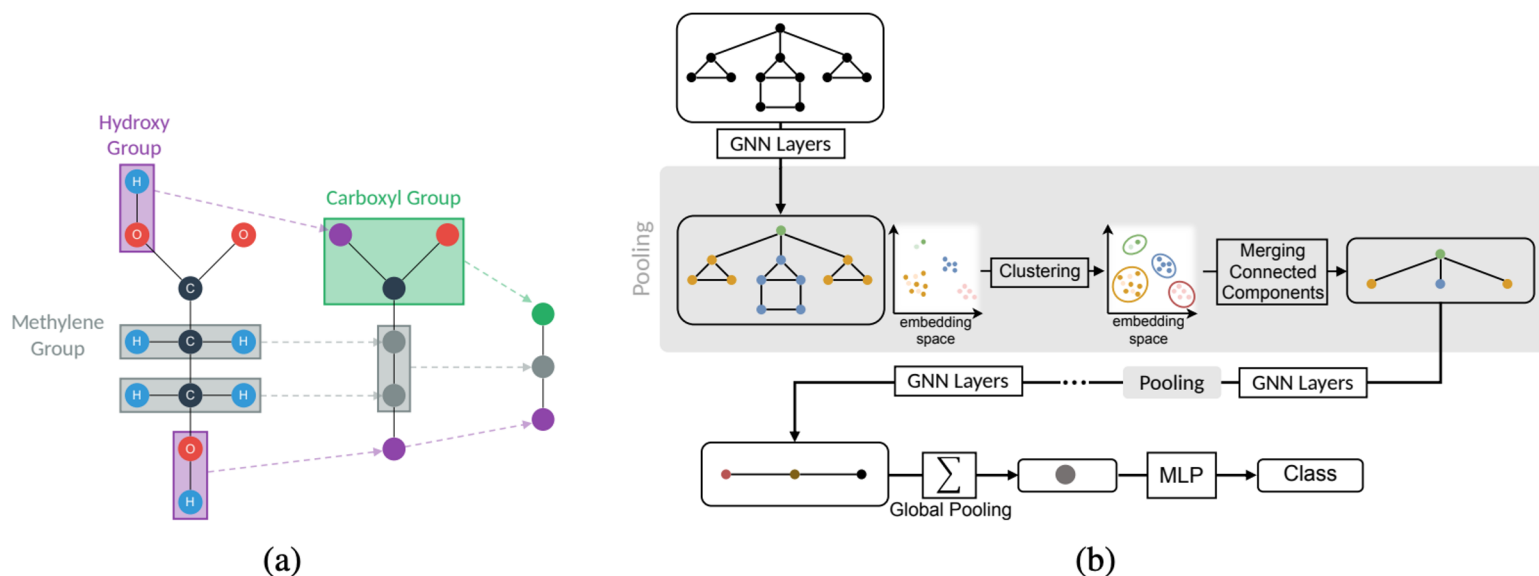 Hydroxy
Group
H
O
O
C
Methylene
Group
H
C
H
H
C
H
O
H
Carboxyl Group
(a)
GNN Layers
Pooling
embedding
space
Clustering
embedding
space
Merging
Connected
Components
GNN Layers
Pooling
GNN Layers
∑
Global Pooling
MLP
Class
(b)